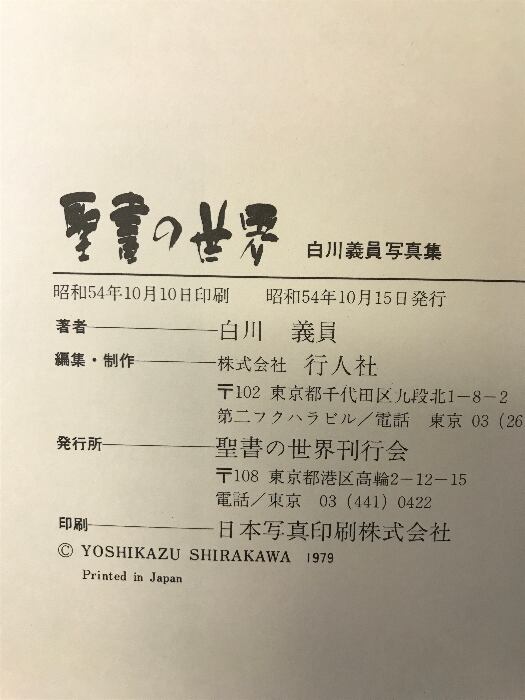 聖書の世界 白川義員写真集
昭和54年10月10日印刷 昭和54年10月15日発行
著者 白川 義員
編集・制作 株式会社 行人社
〒102 東京都千代田区九段北1−8−2
第二フクハラビル／電話 東京 03 (26
発行所 聖書の世界刊行会
〒108 東京都港区高輪2−12−15
電話／東京 03 (441) 0422
印刷 日本写真印刷株式会社
© YOSHIKAZU SHIRAKAWA 1979
Printed in Japan